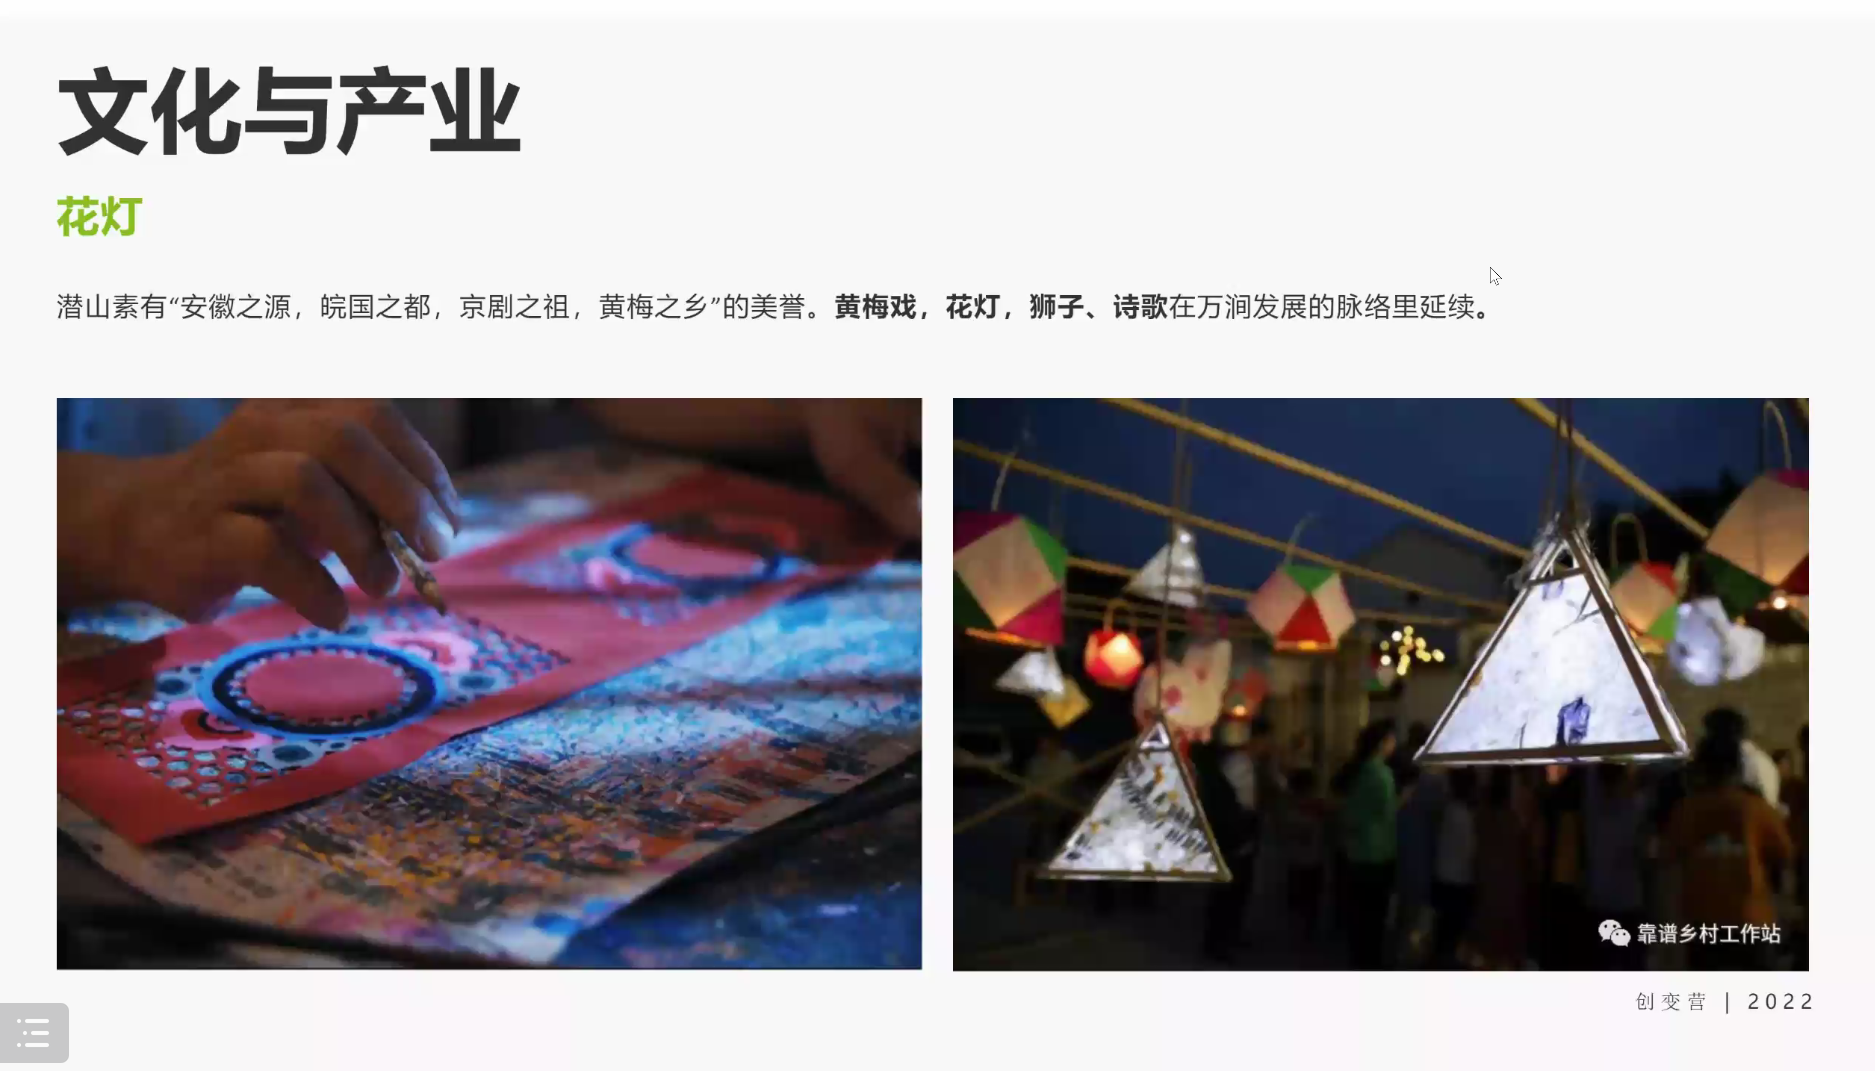 文化与产业
花灯
潜山素有“安徽之源，皖国之都，京剧之祖，黄梅之乡”的美誉。黄梅戏，花灯，狮子、诗歌在万涧发展的脉络里延续。
靠谱乡村工作站
创变营 | 2022